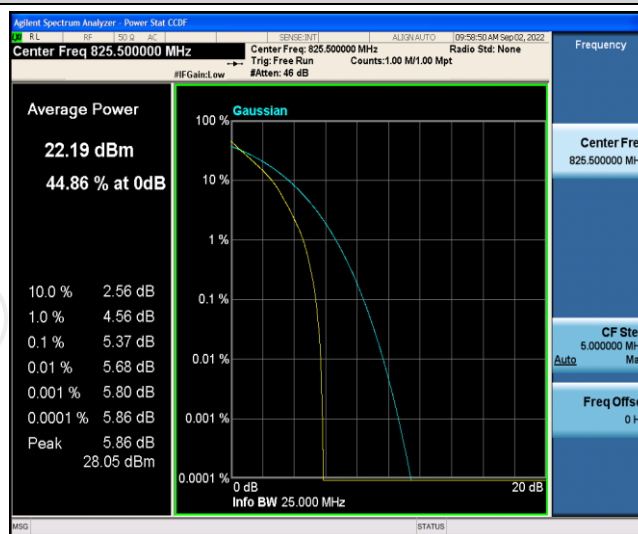 Agilent Spectrum Analyzer - Power Stat CCDF
RL RF 50 Ω AC SENSE:INT ALIGNAUTO 09:58:50 AM Sep 02, 2022
Center Freq 825.500000 MHz
Center Freq: 825.500000 MHz Radio Std: None
Trig: Free Run Counts:1.00 M/1.00 Mpt
#IFGain:Low #Atten: 46 dB
Frequency
Center Fre
825.500000 MH
CF Ste
5.000000 MH
Auto Ma
Freq Offse
0 H
Average Power
22.19 dBm
44.86 % at 0dB
10.0 % 2.56 dB
1.0 % 4.56 dB
0.1 % 5.37 dB
0.01 % 5.68 dB
0.001 % 5.80 dB
0.0001 % 5.86 dB
Peak 5.86 dB
28.05 dBm
Gaussian
100 %
10 %
1 %
0.1 %
0.01 %
0.001 %
0.0001 %
0 dB 20 dB
Info BW 25.000 MHz
MSG STATUS